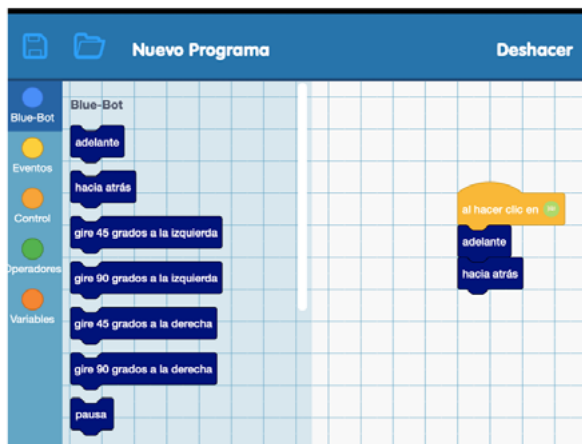 Nuevo Programa
Deshacer
Blue-Bot
Eventos
Control
Operadores
Variables
Blue-Bot
adelante
hacia atrás
gire 45 grados a la izquierda
gire 90 grados a la izquierda
gire 45 grados a la derecha
gire 90 grados a la derecha
pausa
al hacer clic en
adelante
hacia atrás